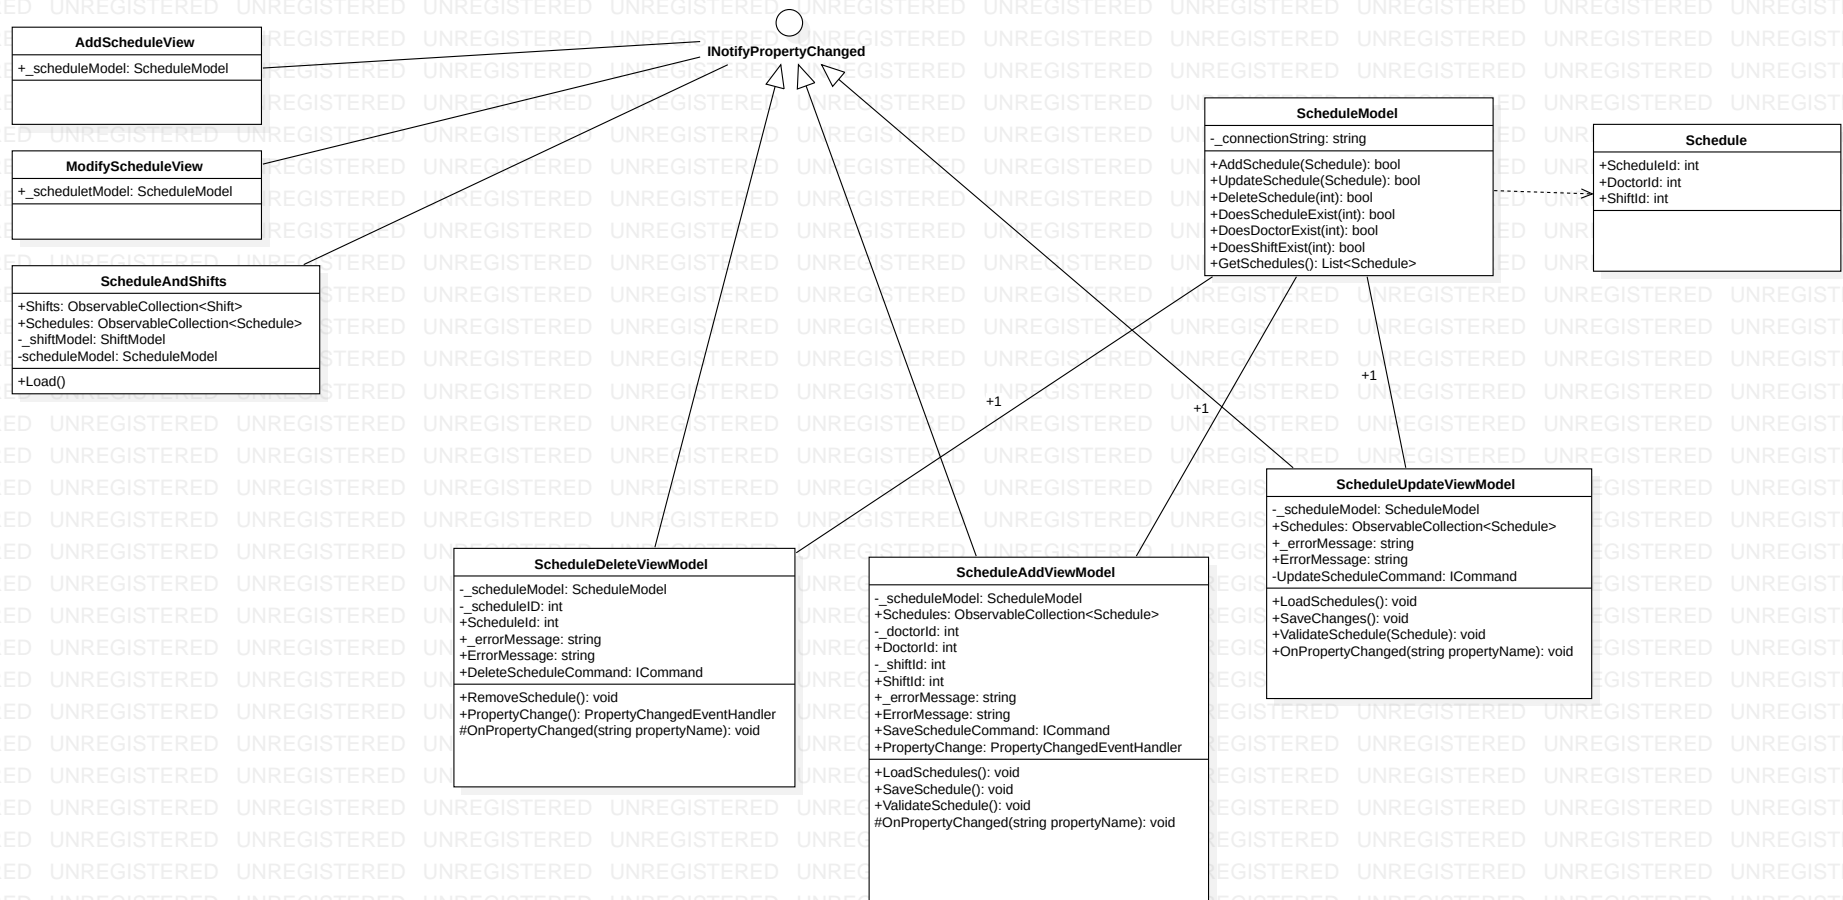 INotifyPropertyChanged
AddScheduleView
+_scheduleModel: ScheduleModel
ModifyScheduleView
+_scheduletModel: ScheduleModel
ScheduleAndShifts
+Shifts: ObservableCollection<Shift>
+Schedules: ObservableCollection<Schedule>
-_shiftModel: ShiftModel
-scheduleModel: ScheduleModel
+Load()
ScheduleModel
-_connectionString: string
+AddSchedule(Schedule): bool
+UpdateSchedule(Schedule): bool
+DeleteSchedule(int): bool
+DoesScheduleExist(int): bool
+DoesDoctorExist(int): bool
+DoesShiftExist(int): bool
+GetSchedules(): List<Schedule>
Schedule
+ScheduleId: int
+DoctorId: int
+ShiftId: int
+1
+1
+1
ScheduleDeleteViewModel
-_scheduleModel: ScheduleModel
-_scheduleID: int
+ScheduleId: int
+_errorMessage: string
+ErrorMessage: string
+DeleteScheduleCommand: ICommand
+RemoveSchedule(): void
+PropertyChange(): PropertyChangedEventHandler
#OnPropertyChanged(string propertyName): void
ScheduleAddViewModel
-_scheduleModel: ScheduleModel
+Schedules: ObservableCollection<Schedule>
-_doctorId: int
+DoctorId: int
-_shiftId: int
+ShiftId: int
+_errorMessage: string
+ErrorMessage: string
+SaveScheduleCommand: ICommand
+PropertyChange: PropertyChangedEventHandler
+LoadSchedules(): void
+SaveSchedule(): void
+ValidateSchedule(): void
#OnPropertyChanged(string propertyName): void
ScheduleUpdateViewModel
-_scheduleModel: ScheduleModel
+Schedules: ObservableCollection<Schedule>
+_errorMessage: string
+ErrorMessage: string
-UpdateScheduleCommand: ICommand
+LoadSchedules(): void
+SaveChanges(): void
+ValidateSchedule(Schedule): void
+OnPropertyChanged(string propertyName): void
UNREGISTERED